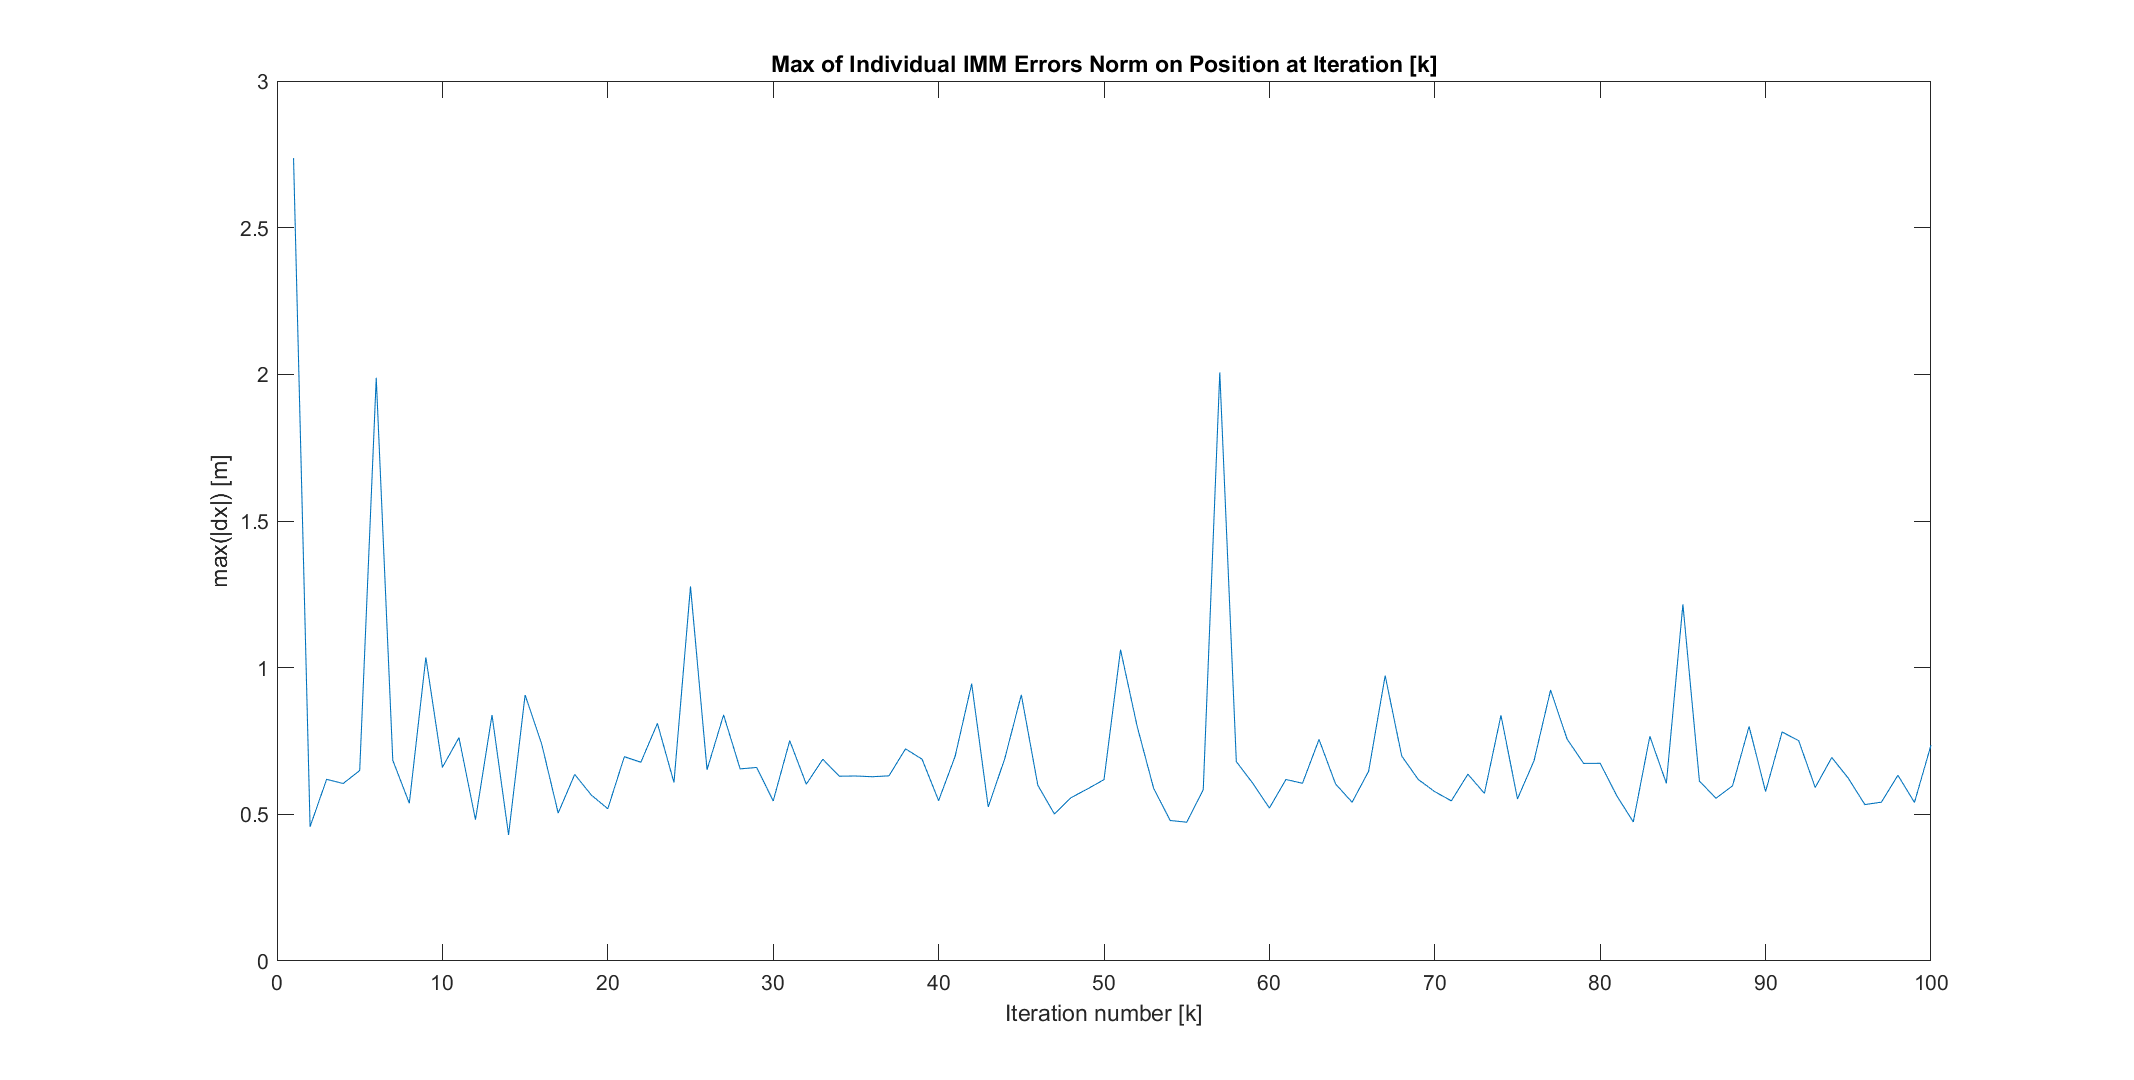 Max of Individual IMM Errors Norm on Position at Iteration [k]
3
2.5
2
1.5
1
0.5
0
max(|dx|) [m]
0 10 20 30 40 50 60 70 80 90 100
Iteration number [k]